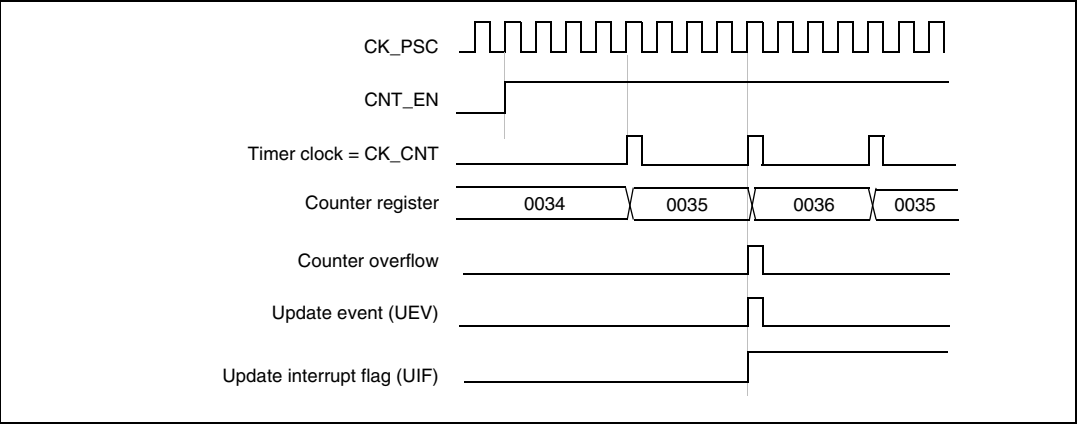 CK_PSC
CNT_EN
Timer clock = CK_CNT
Counter register 0034 0035 0036 0035
Counter overflow
Update event (UEV)
Update interrupt flag (UIF)